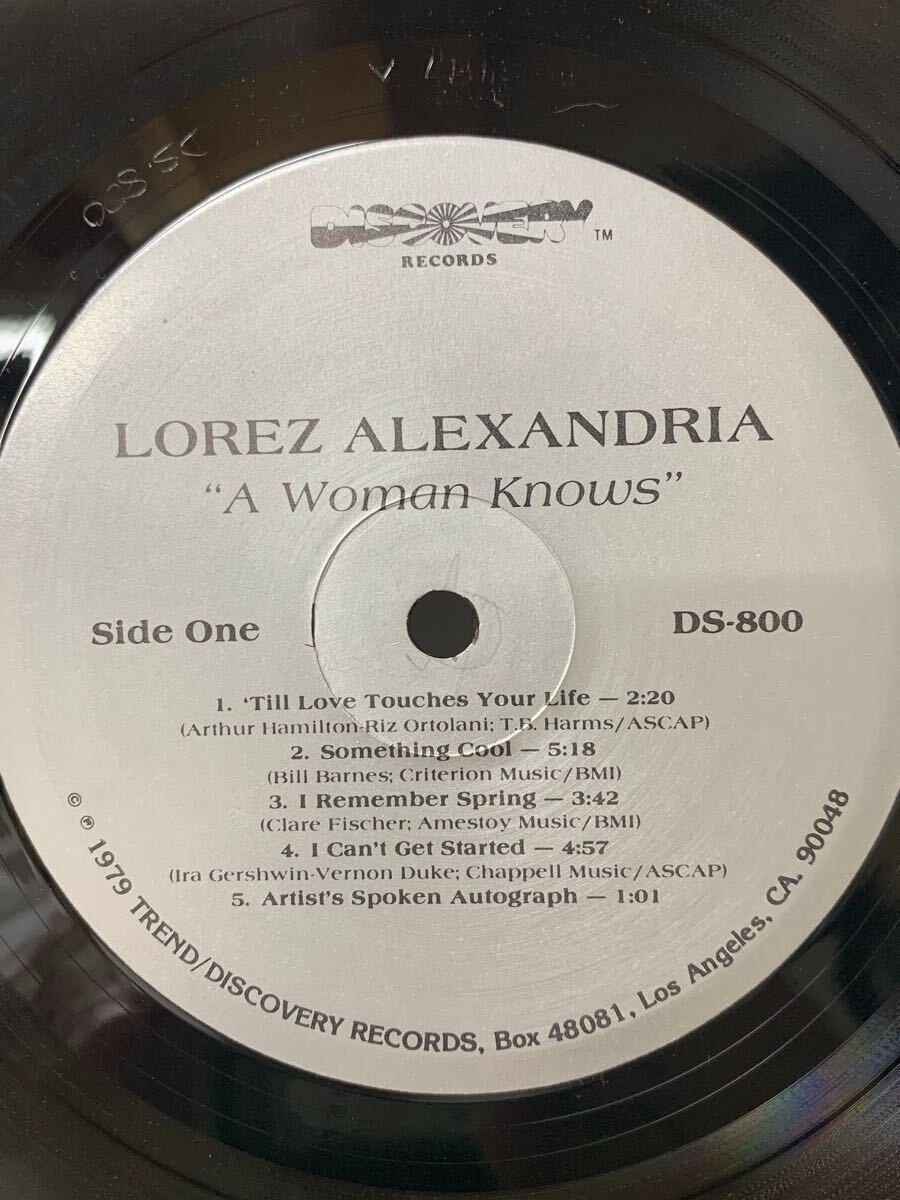 DS-800
DISCOVERY TM
RECORDS
LOREZ ALEXANDRIA
“A Woman Knows”
Side One
DS-800
1. ‘Till Love Touches Your Life — 2:20
(Arthur Hamilton-Riz Ortolani; T.B. Harms/ASCAP)
2. Something Cool — 5:18
(Bill Barnes; Criterion Music/BMI)
3. I Remember Spring — 3:42
(Clare Fischer; Amestoy Music/BMI)
4. I Can't Get Started — 4:57
(Ira Gershwin-Vernon Duke; Chappell Music/ASCAP)
5. Artist's Spoken Autograph — 1:01
© ℗ 1979 TREND/DISCOVERY RECORDS, Box 48081, Los Angeles, CA. 90048